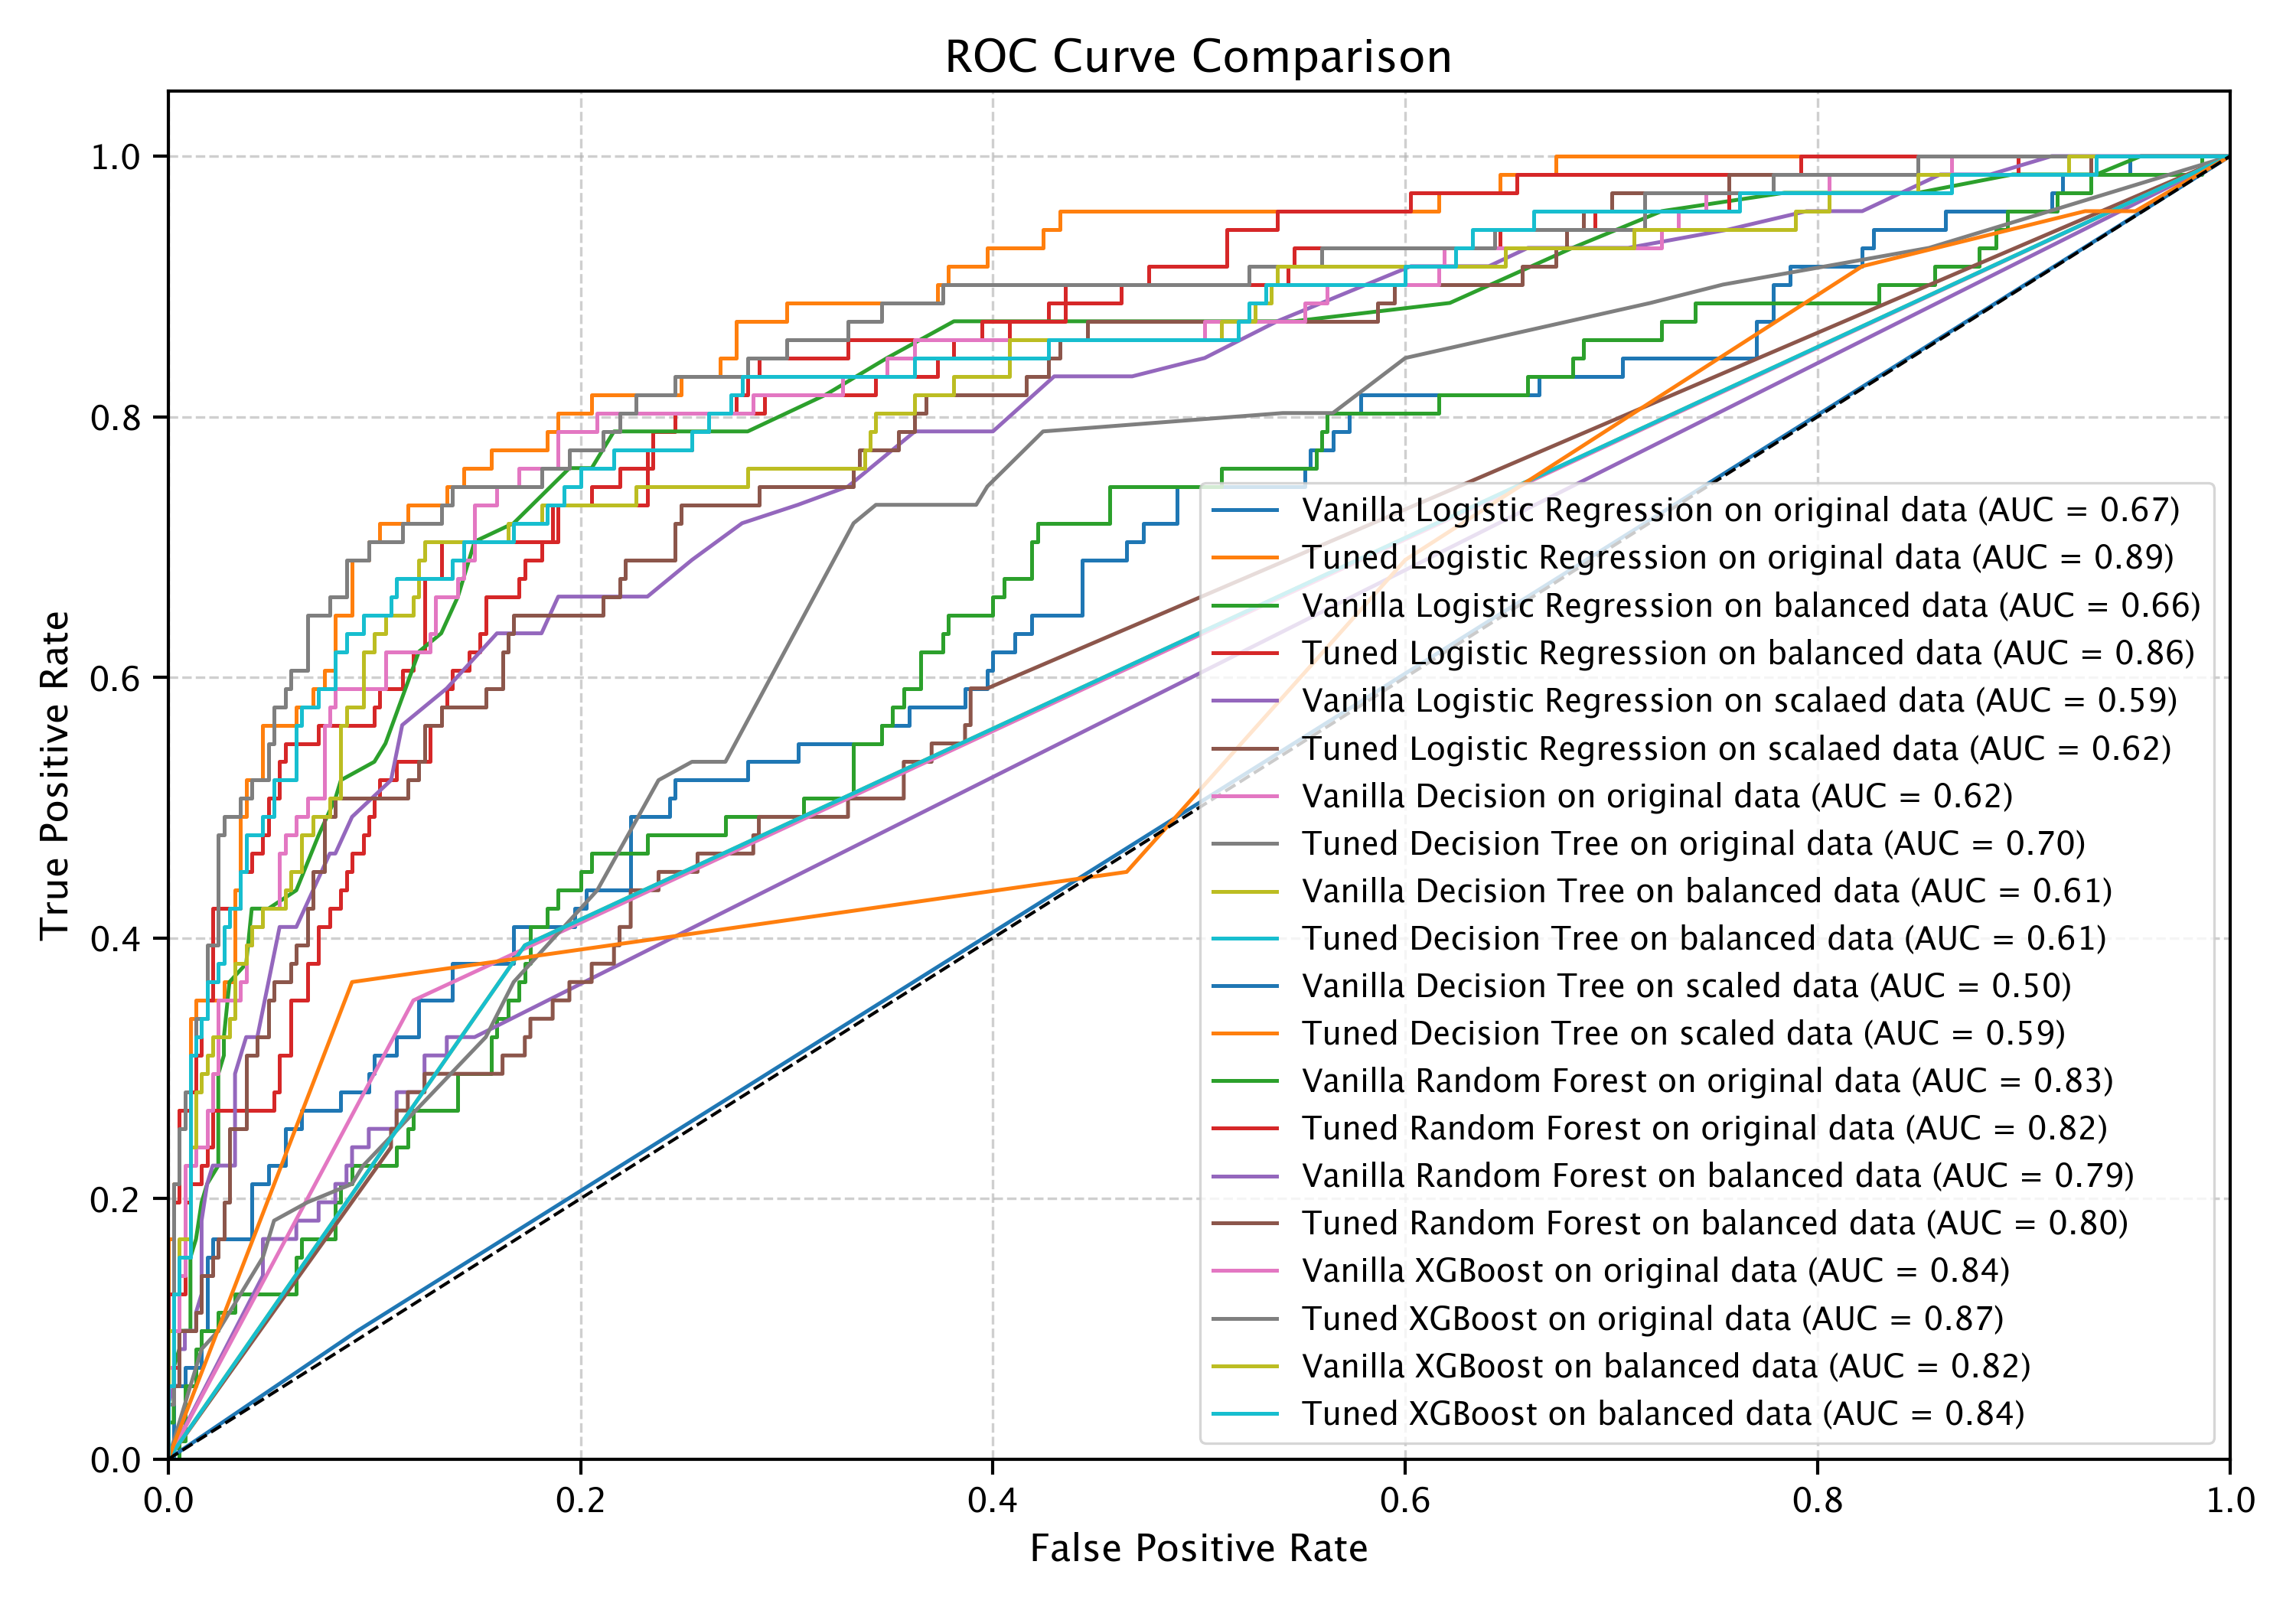 ROC Curve Comparison
1.0
0.8
0.6
0.4
0.2
0.0
True Positive Rate
Vanilla Logistic Regression on original data (AUC = 0.67)
Tuned Logistic Regression on original data (AUC = 0.89)
Vanilla Logistic Regression on balanced data (AUC = 0.66)
Tuned Logistic Regression on balanced data (AUC = 0.86)
Vanilla Logistic Regression on scalaed data (AUC = 0.59)
Tuned Logistic Regression on scalaed data (AUC = 0.62)
Vanilla Decision on original data (AUC = 0.62)
Tuned Decision Tree on original data (AUC = 0.70)
Vanilla Decision Tree on balanced data (AUC = 0.61)
Tuned Decision Tree on balanced data (AUC = 0.61)
Vanilla Decision Tree on scaled data (AUC = 0.50)
Tuned Decision Tree on scaled data (AUC = 0.59)
Vanilla Random Forest on original data (AUC = 0.83)
Tuned Random Forest on original data (AUC = 0.82)
Vanilla Random Forest on balanced data (AUC = 0.79)
Tuned Random Forest on balanced data (AUC = 0.80)
Vanilla XGBoost on original data (AUC = 0.84)
Tuned XGBoost on original data (AUC = 0.87)
Vanilla XGBoost on balanced data (AUC = 0.82)
Tuned XGBoost on balanced data (AUC = 0.84)
0.0 0.2 0.4 0.6 0.8 1.0
False Positive Rate